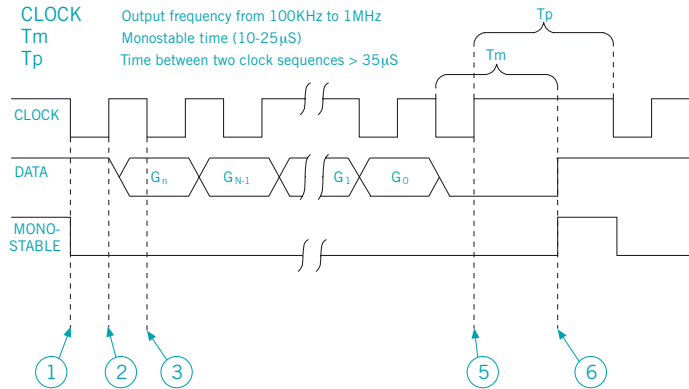 CLOCK Output frequency from 100KHz to 1MHz
Tm Monostable time (10-25µS)
Tp Time between two clock sequences > 35µS
Tp
Tm
CLOCK
DATA
Gn GN-1 G1 G0
MONO-
STABLE
1 2 3 5 6